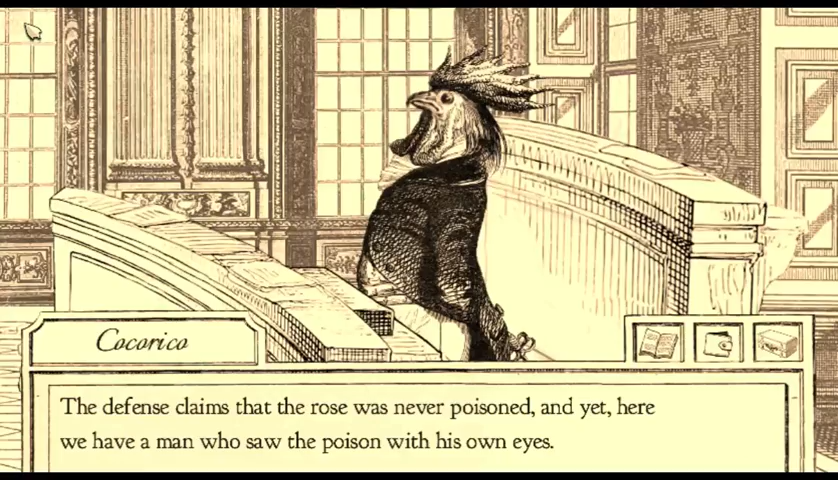 Cocorico
The defense claims that the rose was never poisoned, and yet, here
we have a man who saw the poison with his own eyes.